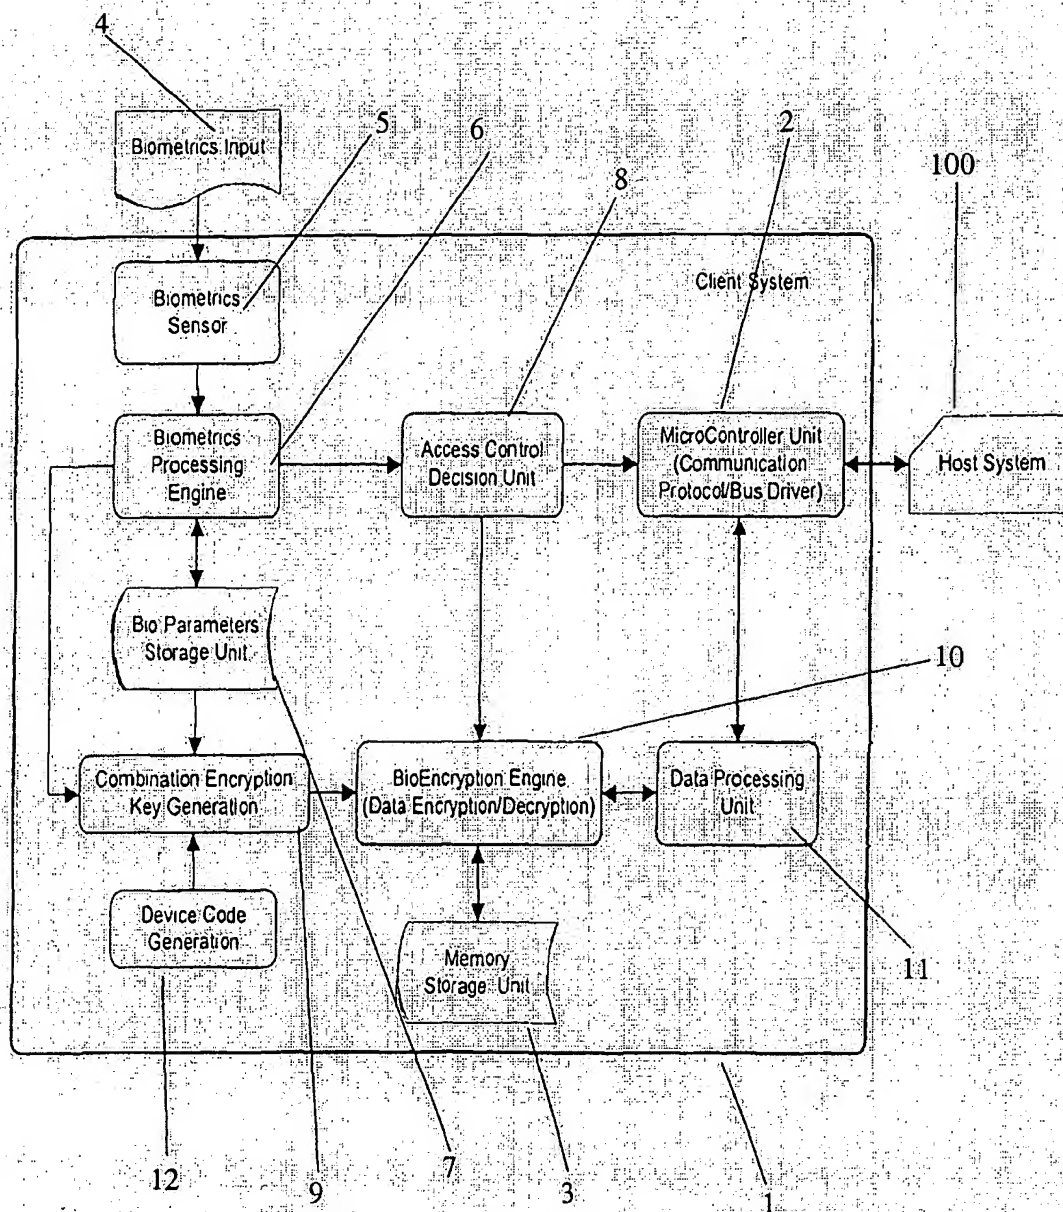 4
Biometrics Input
5
6
2
8
100
Client System
Biometrics
Sensor
Biometrics
Processing
Engine
Access Control
Decision Unit
MicroController Unit
(Communication
Protocol/Bus Driver)
Host System
Bio Parameters
Storage Unit
10
Combination Encryption
Key Generation
BioEncryption Engine
(Data Encryption/Decryption)
Data Processing
Unit
Device Code
Generation
Memory
Storage Unit
11
12
9
7
3
1